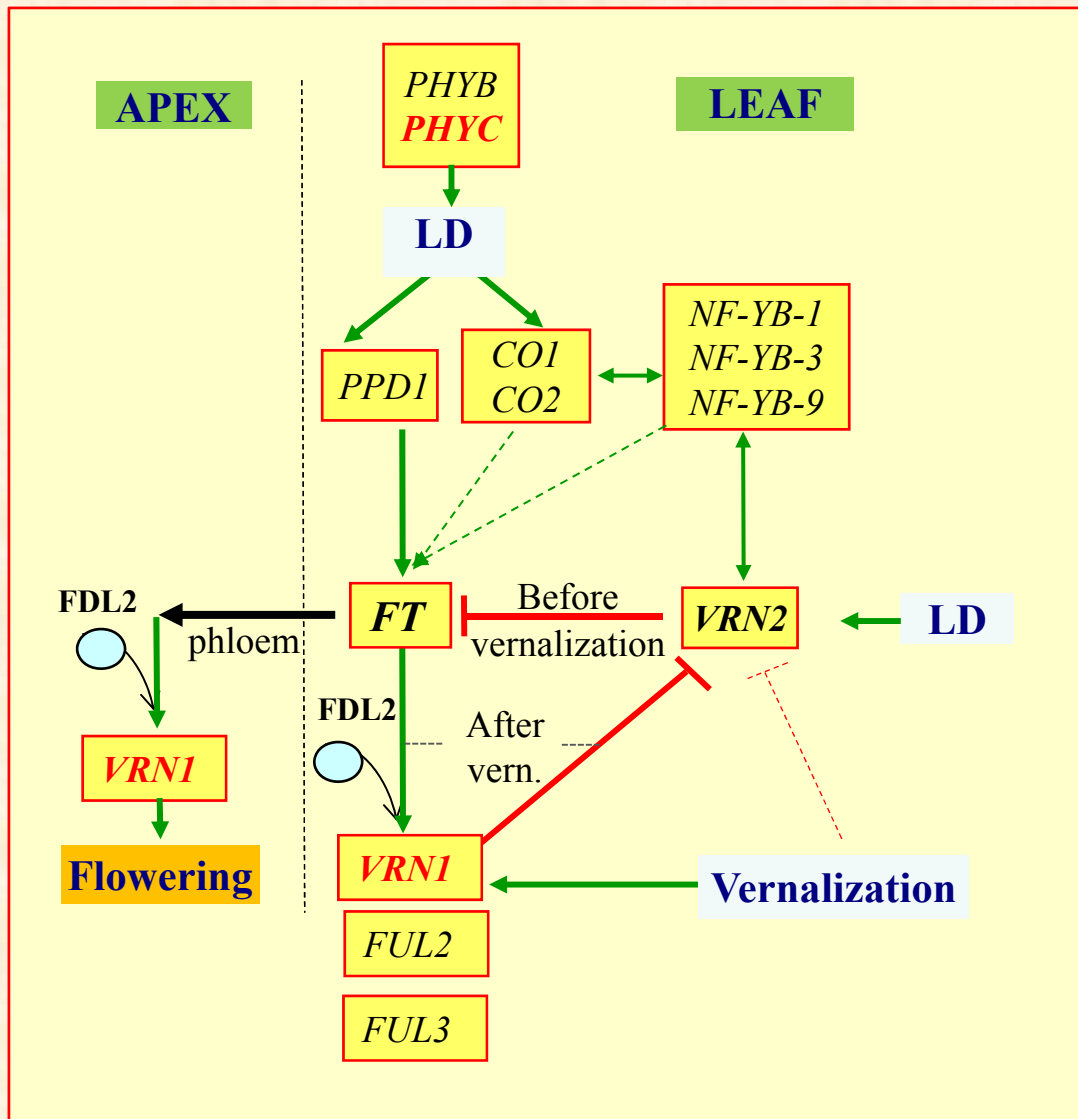 PHYB
PHYC
APEX
LEAF
LD
NF-YB-1
NF-YB-3
NF-YB-9
CO1
CO2
PPD1
FDL2
FT
Before
vernalization
VRN2
LD
phloem
FDL2
After
vern.
VRN1
VRN1
Flowering
Vernalization
FUL2
FUL3